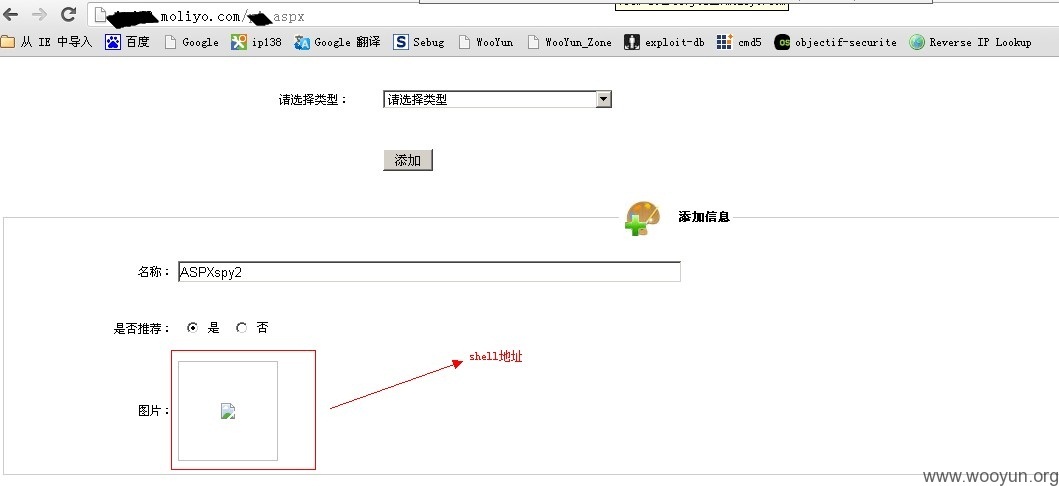 moliyo.com/
.aspx
从 IE 中导入 百度 Google ip138 Google 翻译 Sebug WooYun WooYun_Zone exploit-db cmd5 objectif-securite Reverse IP Lookup
请选择类型： 请选择类型
添加
添加信息
名称： ASPXspy2
是否推荐： 是 否
shell地址
图片：
www.wooyun.org